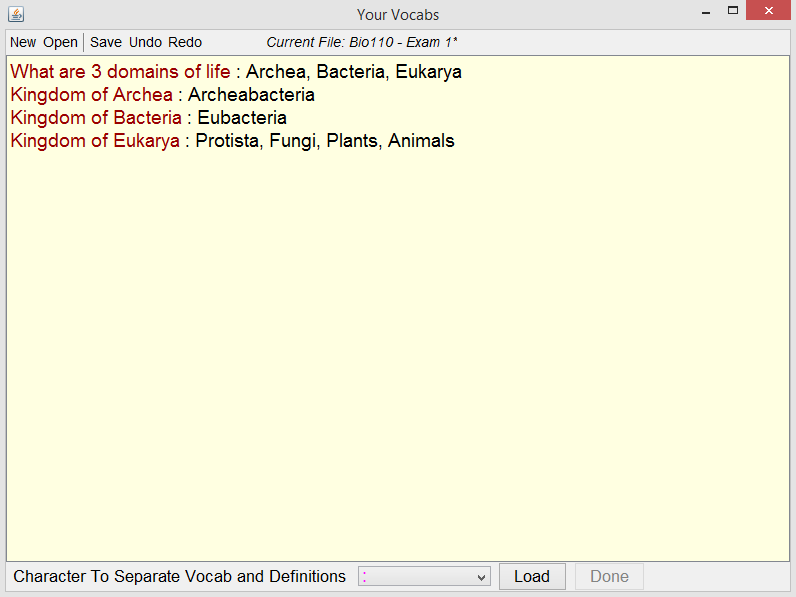 Your Vocabs
New Open Save Undo Redo Current File: Bio110 - Exam 1*
What are 3 domains of life : Archea, Bacteria, Eukarya
Kingdom of Archea : Archeabacteria
Kingdom of Bacteria : Eubacteria
Kingdom of Eukarya : Protista, Fungi, Plants, Animals
Character To Separate Vocab and Definitions : Load Done